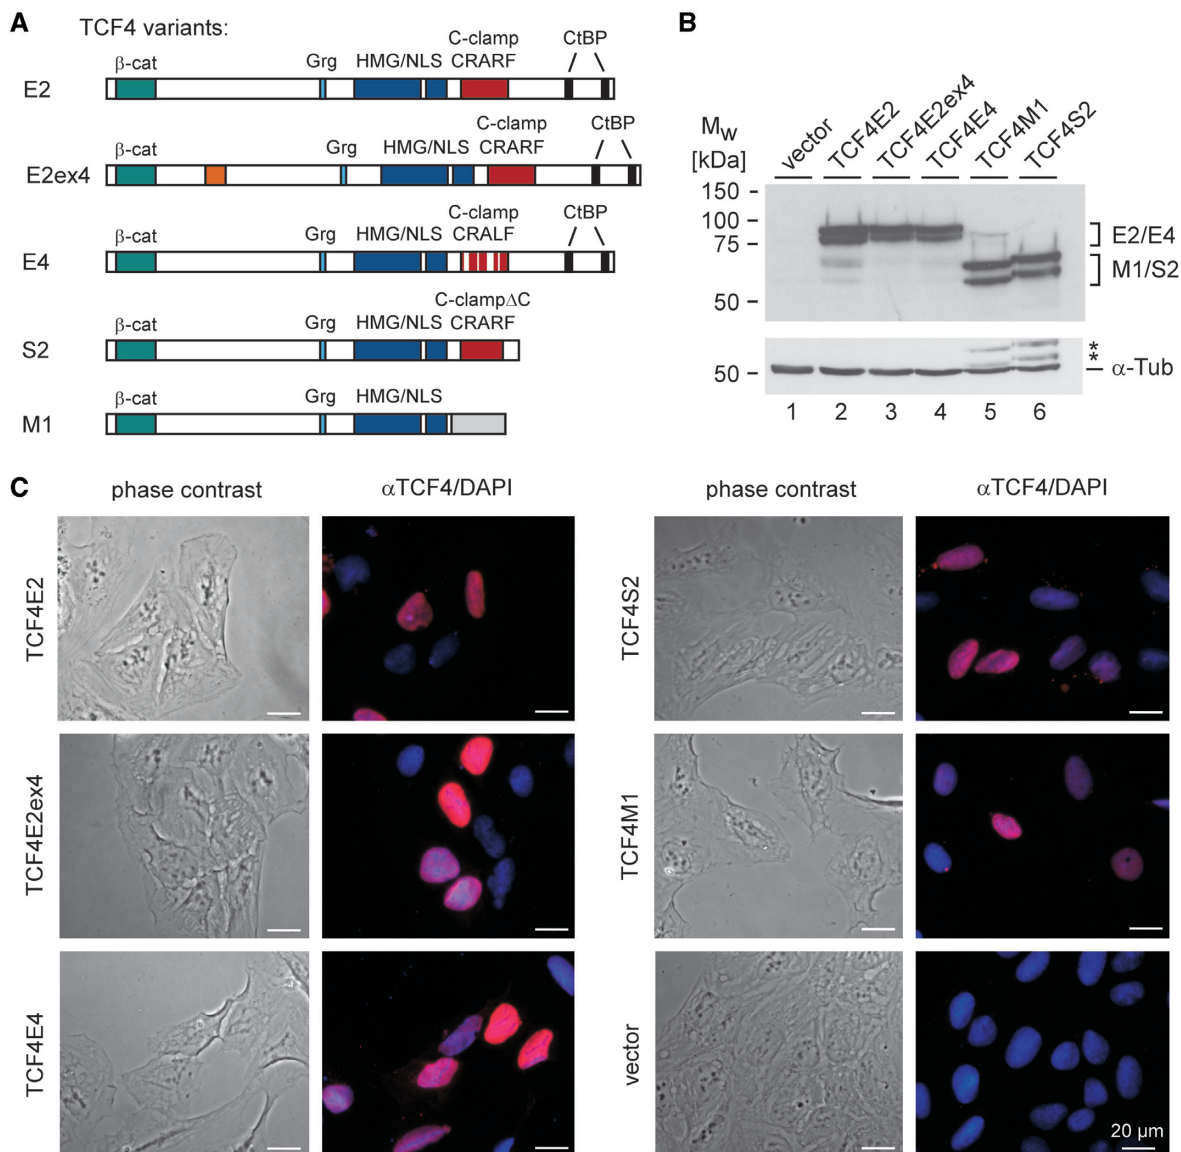 A
TCF4 variants:
C-clamp CtBP
β-cat Grg HMG/NLS CRARF
E2
C-clamp CtBP
β-cat Grg HMG/NLS CRARF
E2ex4
C-clamp CtBP
β-cat Grg HMG/NLS CRALF
E4
C-clampΔC
β-cat Grg HMG/NLS CRARF
S2
β-cat Grg HMG/NLS
M1
B
MW
[kDa]
vector TCF4E2 TCF4E2ex4 TCF4E4 TCF4M1 TCF4S2
150
100
75
50
E2/E4
M1/S2
50
*
*
α-Tub
1 2 3 4 5 6
C
phase contrast αTCF4/DAPI phase contrast αTCF4/DAPI
TCF4E2 TCF4S2
TCF4E2ex4 TCF4M1
TCF4E4 vector
20 μm